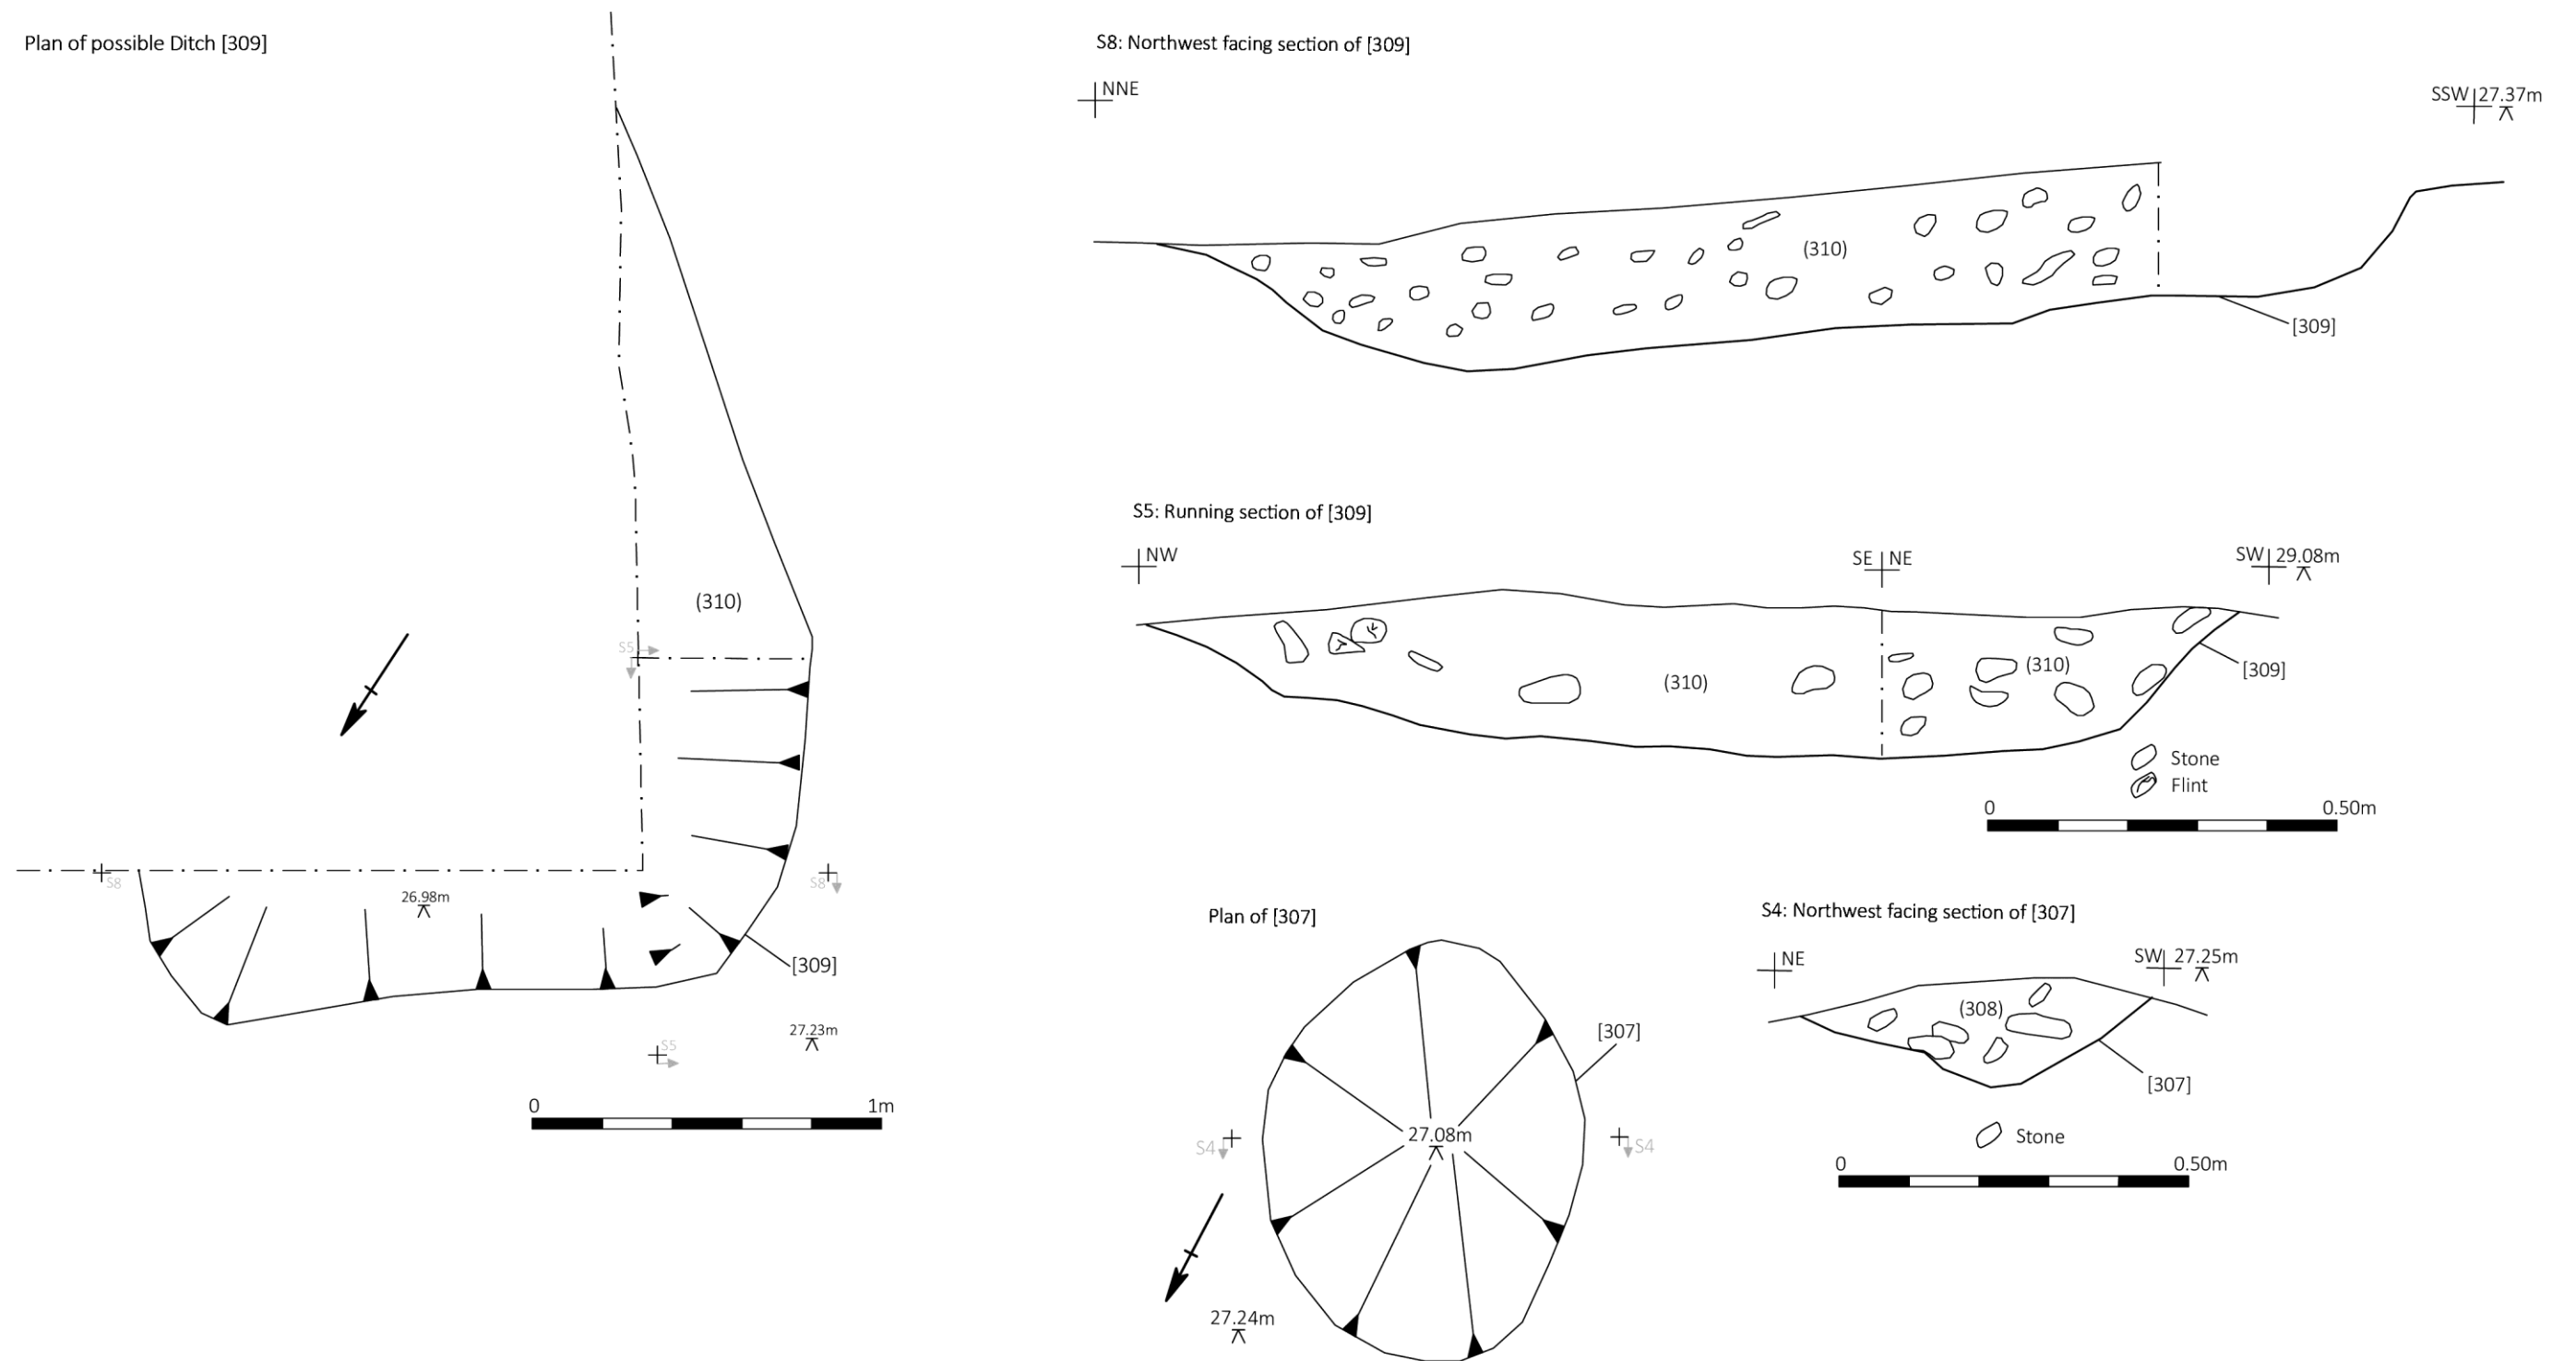 Plan of possible Ditch [309]
(310)
S5
S8
26.98m
S8
[309]
27.23m
S5
0 1m
S8: Northwest facing section of [309]
NNE
SSW 27.37m
(310)
[309]
S5: Running section of [309]
NW
SE NE
SW 29.08m
(310)
(310)
[309]
Stone
Flint
0 0.50m
Plan of [307]
[307]
27.08m
S4
S4
27.24m
S4: Northwest facing section of [307]
NE
SW 27.25m
(308)
[307]
Stone
0 0.50m